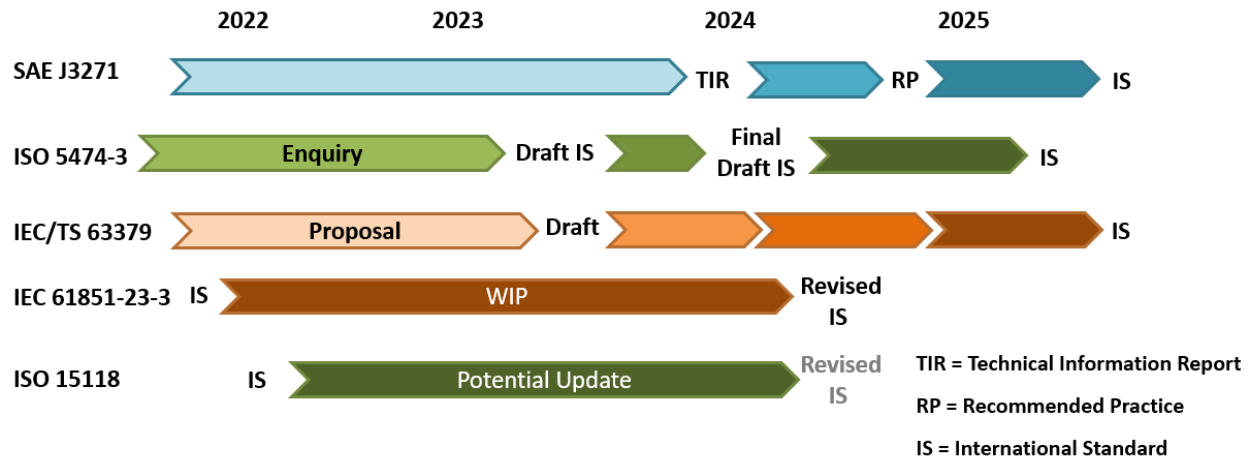 2022 2023 2024 2025
SAE J3271 TIR RP IS
ISO 5474-3 Enquiry Draft IS Final
Draft IS IS
IEC/TS 63379 Proposal Draft IS
IEC 61851-23-3 IS WIP Revised
IS
ISO 15118 IS Potential Update Revised
IS
TIR = Technical Information Report
RP = Recommended Practice
IS = International Standard